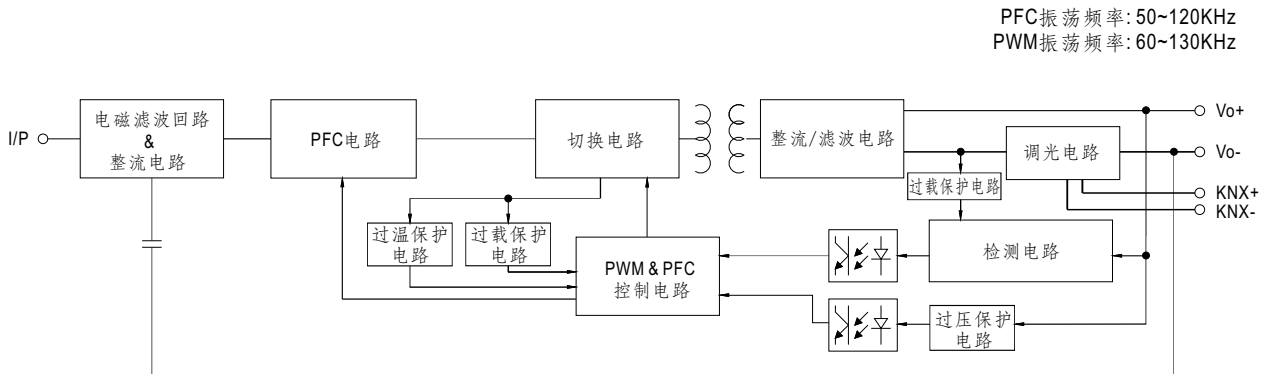 PFC振荡频率: 50~120KHz
PWM振荡频率: 60~130KHz
I/P
电磁滤波回路
&
整流电路
PFC电路
切换电路
整流/滤波电路
调光电路
Vo+
Vo-
KNX+
KNX-
过载保护电路
过温保护
电路
过载保护
电路
PWM & PFC
控制电路
检测电路
过压保护
电路